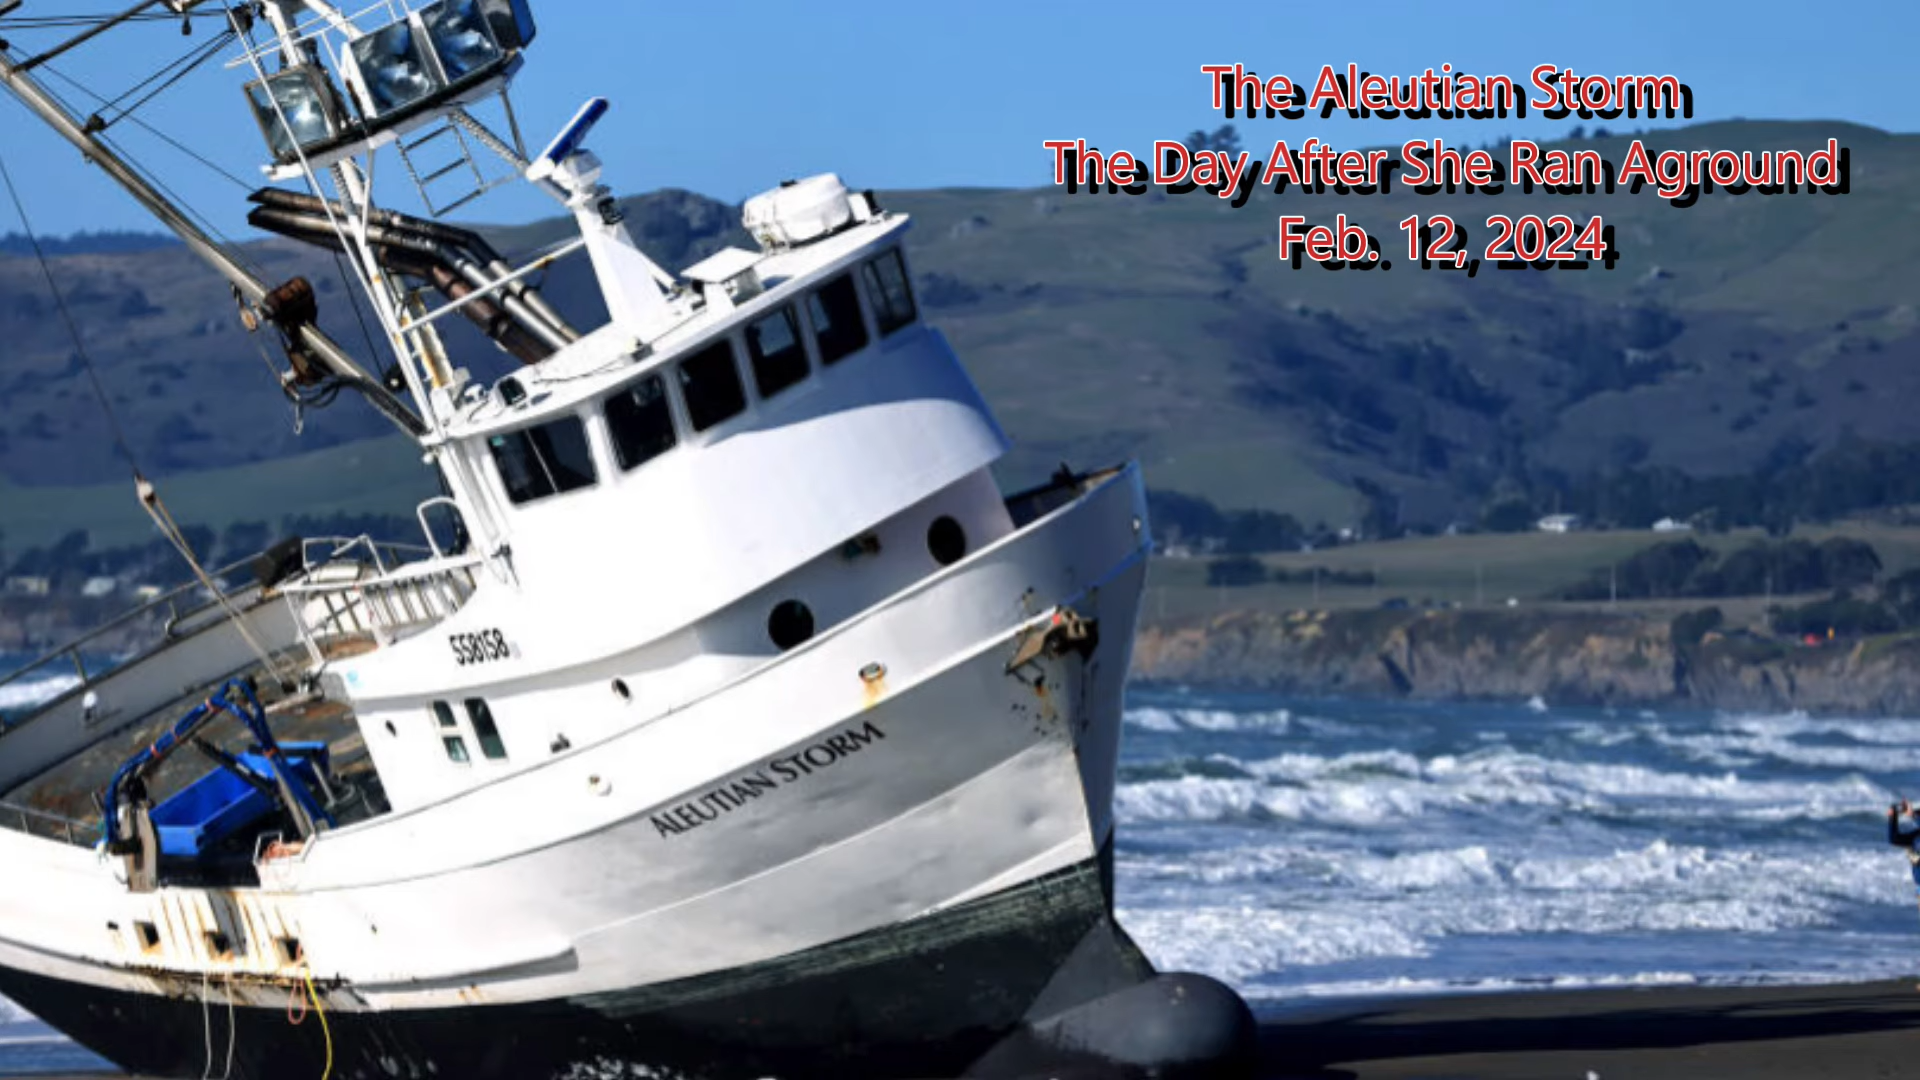 The Aleutian Storm
The Day After She Ran Aground
Feb. 12, 2024
558158
ALEUTIAN STORM